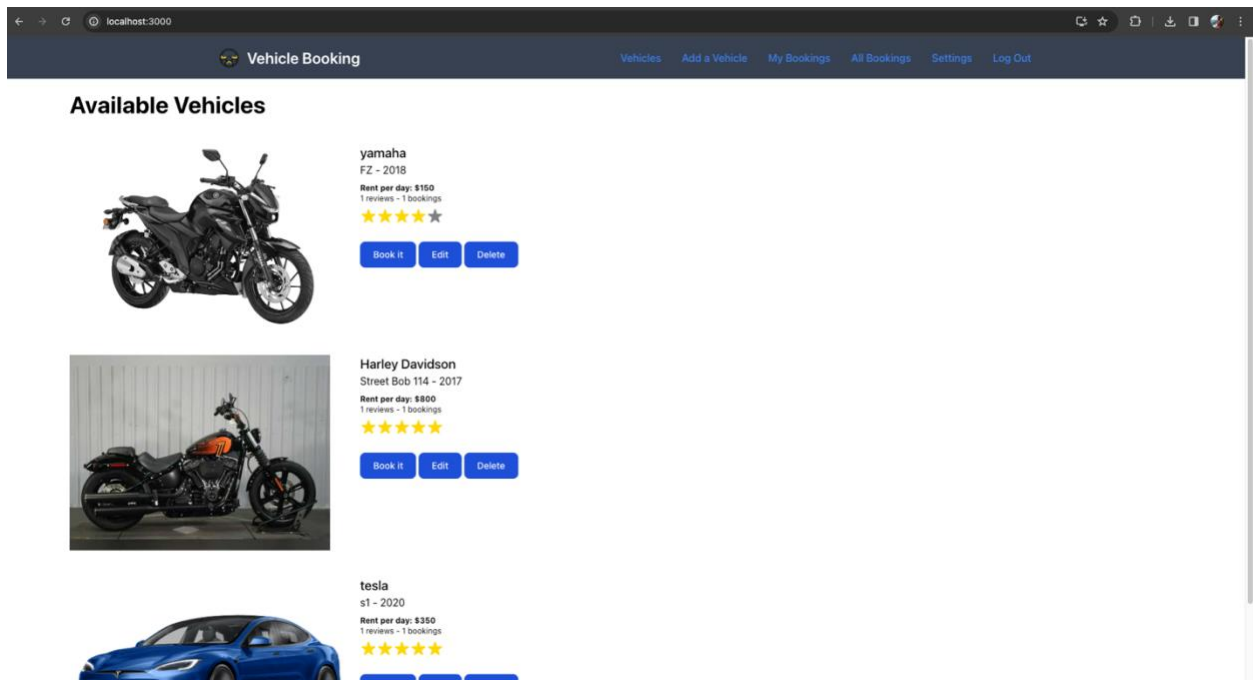 localhost:3000
Vehicle Booking
Vehicles Add a Vehicle My Bookings All Bookings Settings Log Out
Available Vehicles
yamaha
FZ - 2018
Rent per day: $150
1 reviews - 1 bookings
Book it Edit Delete
Harley Davidson
Street Bob 114 - 2017
Rent per day: $800
1 reviews - 1 bookings
Book it Edit Delete
tesla
s1 - 2020
Rent per day: $350
1 reviews - 1 bookings